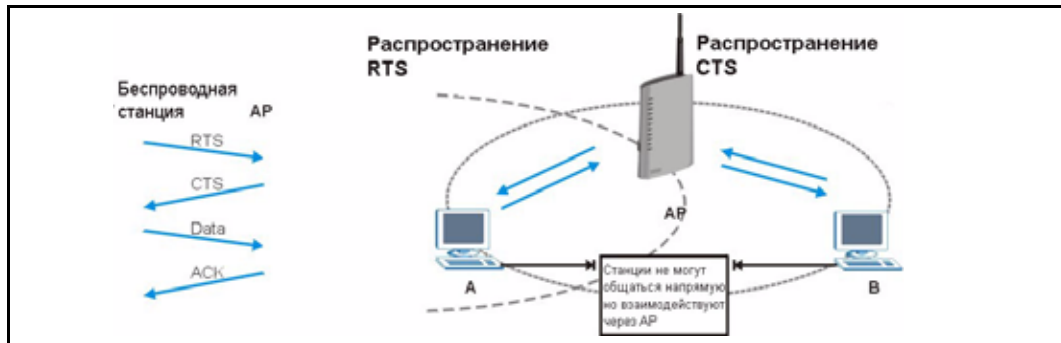 Распространение
RTS
Распространение
CTS
Беспроводная
станция AP
RTS
CTS
Data
ACK
AP
A
B
Станции не могут
общаться напрямую
но взаимодействуют
через AP